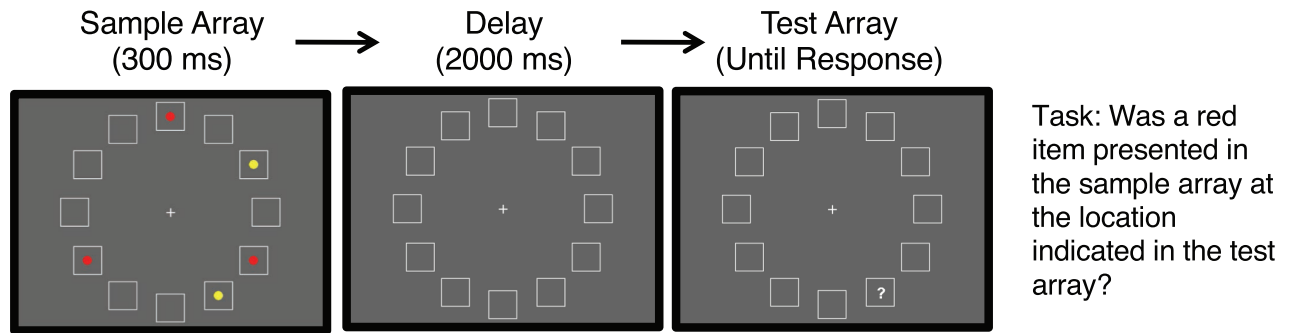 Sample Array
(300 ms)
Delay
(2000 ms)
Test Array
(Until Response)
?
Task: Was a red
item presented in
the sample array at
the location
indicated in the test
array?